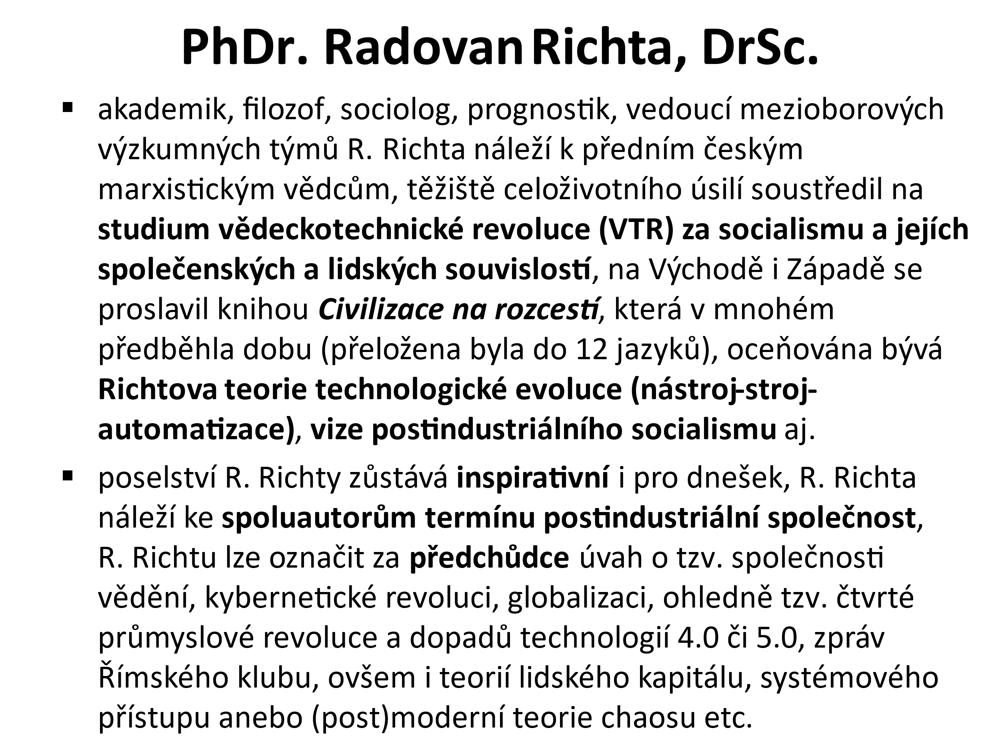 PhDr. Radovan Richta, DrSc.
▪ akademik, filozof, sociolog, prognostik, vedoucí mezioborových
výzkumných týmů R. Richta náleží k předním českým
marxistickým vědcům, těžiště celoživotního úsilí soustředil na
studium vědeckotechnické revoluce (VTR) za socialismu a jejích
společenských a lidských souvislostí, na Východě i Západě se
proslavil knihou Civilizace na rozcestí, která v mnohém
předběhla dobu (přeložena byla do 12 jazyků), oceňována bývá
Richtova teorie technologické evoluce (nástroj-stroj-
automatizace), vize postindustriálního socialismu aj.
▪ poselství R. Richty zůstává inspirativní i pro dnešek, R. Richta
náleží ke spoluautorům termínu postindustriální společnost,
R. Richtu lze označit za předchůdce úvah o tzv. společnosti
vědění, kybernetické revoluci, globalizaci, ohledně tzv. čtvrté
průmyslové revoluce a dopadů technologií 4.0 či 5.0, zpráv
Římského klubu, ovšem i teorií lidského kapitálu, systémového
přístupu anebo (post)moderní teorie chaosu etc.